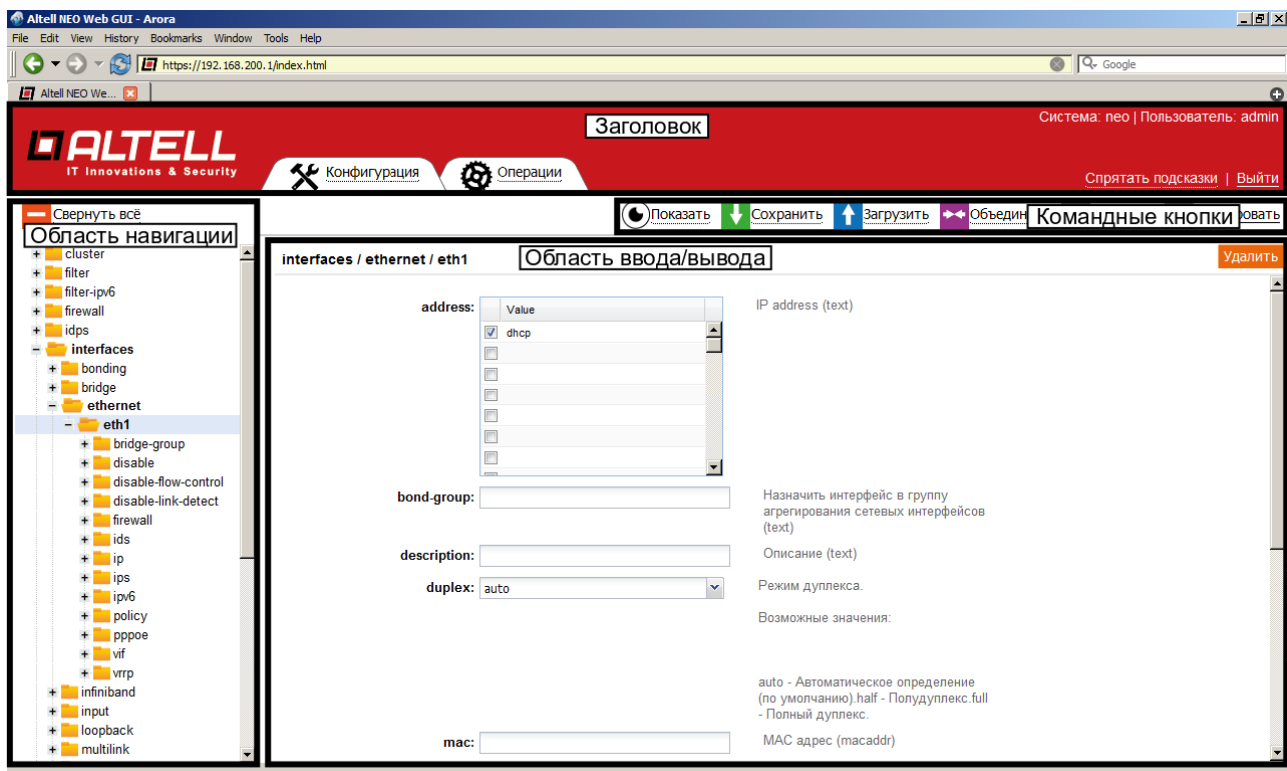 Altell NEO Web GUI - Arora
File Edit View History Bookmarks Window Tools Help
https://192.168.200.1/index.html
Google
Altell NEO We...
Заголовок
Система: neo | Пользователь: admin
ALTELL
IT Innovations & Security
Конфигурация
Операции
Спрятать подсказки | Выйти
Свернуть всё
Показать
Сохранить
Загрузить
Объедин
Командные кнопки
овать
Область навигации
cluster
filter
filter-ipv6
firewall
idps
interfaces
bonding
bridge
ethernet
eth1
bridge-group
disable
disable-flow-control
disable-link-detect
firewall
ids
ip
ips
ipv6
policy
pppoe
vif
vrrp
infiniband
input
loopback
multilink
interfaces / ethernet / eth1
Область ввода/вывода
Удалить
address:
Value
dhcp
IP address (text)
bond-group:
Назначить интерфейс в группу
агрегирования сетевых интерфейсов
(text)
description:
Описание (text)
duplex:
auto
Режим дуплекса.
Возможные значения:
auto - Автоматическое определение
(по умолчанию).half - Полудуплекс.full
- Полный дуплекс.
mac:
MAC адрес (macaddr)